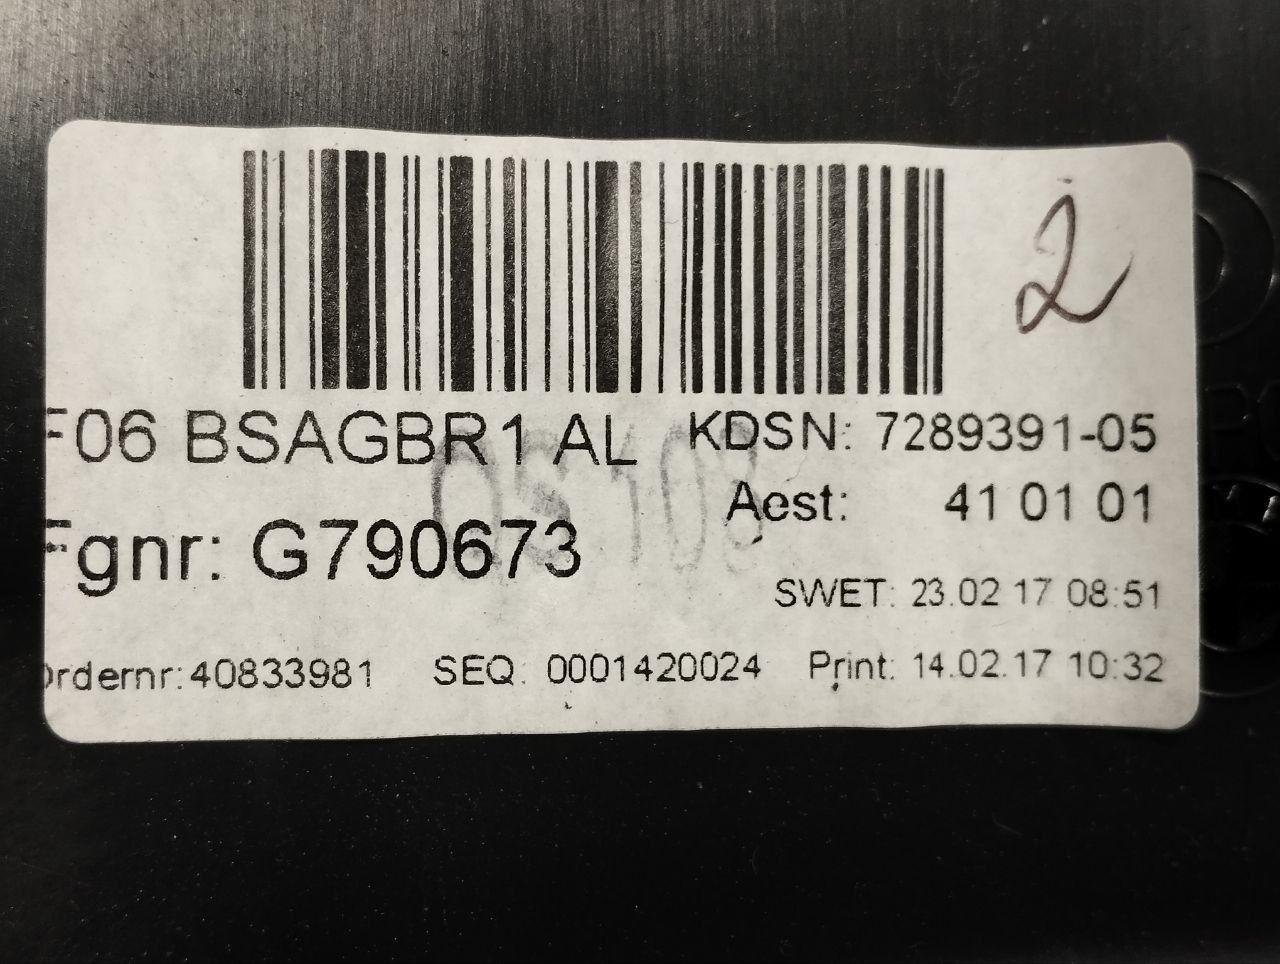 2
F06 BSAGBR1 AL KDSN: 7289391-05
Aest: 41 01 01
Fgnr: G790673
SWET: 23.02 17 08:51
Ordernr:40833981 SEQ: 0001420024 Print: 14.02.17 10:32